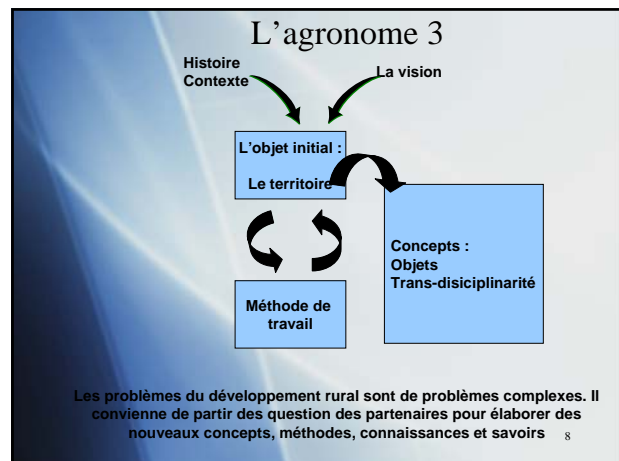 L'agronome 3
Histoire
Contexte
La vision
L'objet initial :
Le territoire
Concepts :
Objets
Trans-disiciplinarité
Méthode de
travail
Les problèmes du développement rural sont de problèmes complexes. Il
convienne de partir des question des partenaires pour élaborer des
nouveaux concepts, méthodes, connaissances et savoirs
8